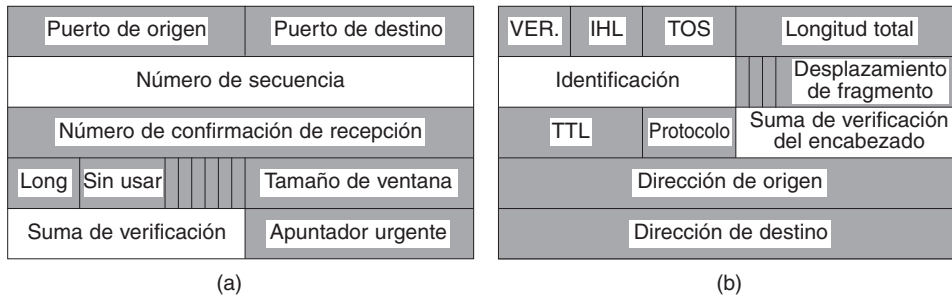 Puerto de origen Puerto de destino
Número de secuencia
Número de confirmación de recepción
Long Sin usar Tamaño de ventana
Suma de verificación Apuntador urgente
(a)
VER. IHL TOS Longitud total
Identificación Desplazamiento
de fragmento
TTL Protocolo Suma de verificación
del encabezado
Dirección de origen
Dirección de destino
(b)